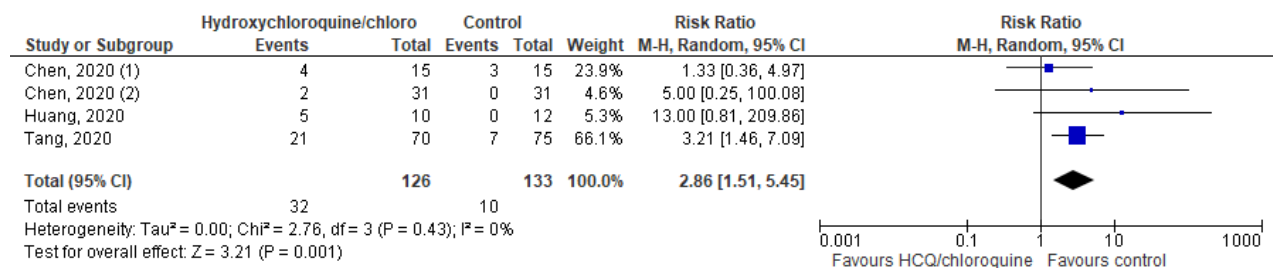 Hydroxychloroquine/chloro Control Risk Ratio Risk Ratio
Study or Subgroup Events Total Events Total Weight M-H, Random, 95% CI M-H, Random, 95% CI
Chen, 2020 (1) 4 15 3 15 23.9% 1.33 [0.36, 4.97]
Chen, 2020 (2) 2 31 0 31 4.6% 5.00 [0.25, 100.08]
Huang, 2020 5 10 0 12 5.3% 13.00 [0.81, 209.86]
Tang, 2020 21 70 7 75 66.1% 3.21 [1.46, 7.09]
Total (95% CI) 126 133 100.0% 2.86 [1.51, 5.45]
Total events 32 10
Heterogeneity: Tau² = 0.00; Chi² = 2.76, df = 3 (P = 0.43); I² = 0%
Test for overall effect: Z = 3.21 (P = 0.001)
0.001 0.1 1 10 1000
Favours HCQ/chloroquine Favours control